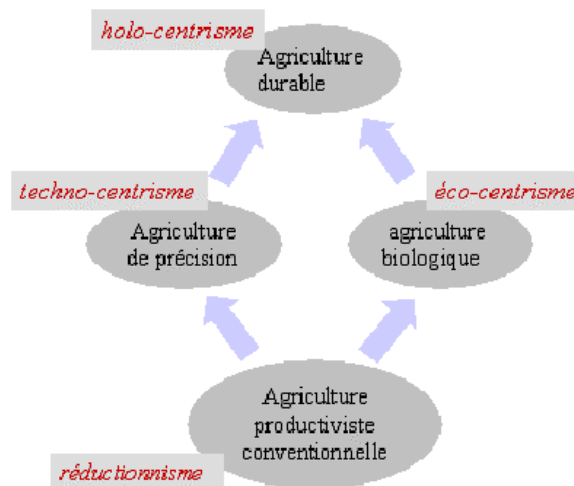 holo-centrisme
Agriculture
durable
techno-centrisme
éco-centrisme
Agriculture
de précision
agriculture
biologique
Agriculture
productiviste
conventionnelle
réductionnisme